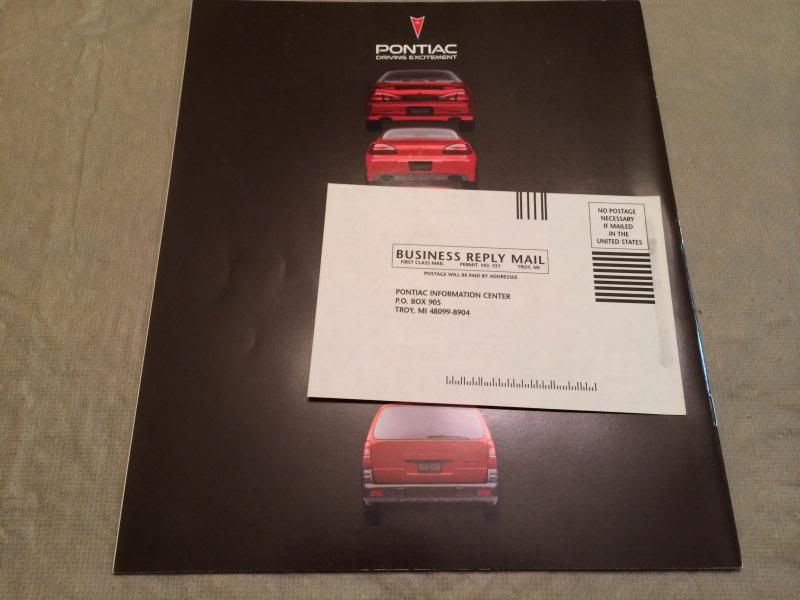 PONTIAC
DRIVING EXCITEMENT
NO POSTAGE
NECESSARY
IF MAILED
IN THE
UNITED STATES
BUSINESS REPLY MAIL
FIRST CLASS MAIL PERMIT NO. 151 TROY, MI
POSTAGE WILL BE PAID BY ADDRESSEE
PONTIAC INFORMATION CENTER
P.O. BOX 905
TROY, MI 48099-8904